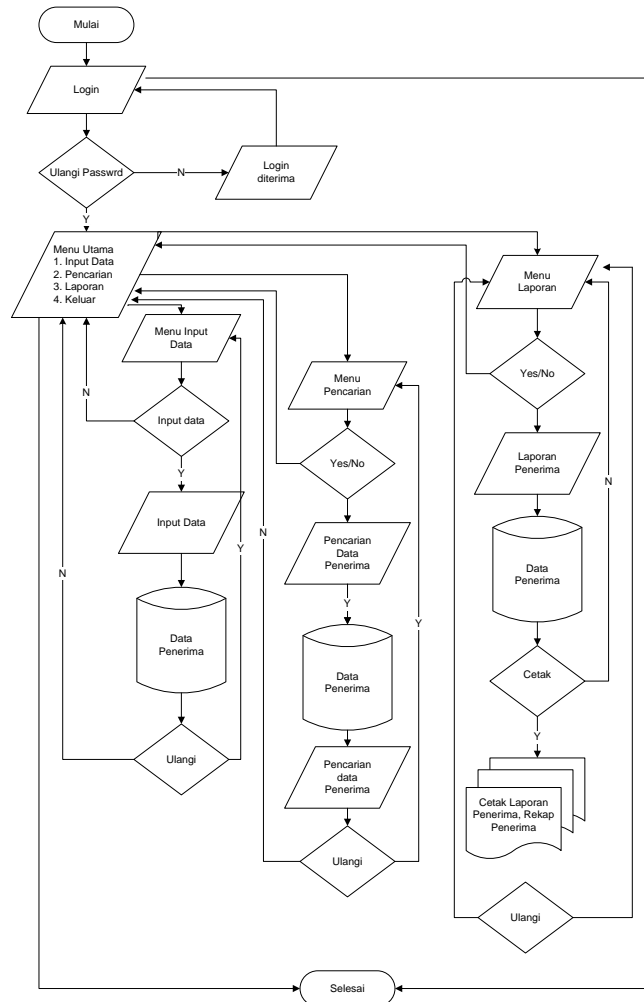 Mulai
Login
Ulangi Passwrd
N
Login
diterima
Y
Menu Utama
1. Input Data
2. Pencarian
3. Laporan
4. Keluar
Menu Input
Data
N
Input data
Y
Input Data
N
Y
Data
Penerima
Ulangi
Menu
Pencarian
Yes/No
N
Pencarian
Data
Penerima
Y
Y
Data
Penerima
Pencarian
data
Penerima
Ulangi
Menu
Laporan
Yes/No
Laporan
Penerima
N
Data
Penerima
Cetak
Y
Cetak Laporan
Penerima, Rekap
Penerima
Ulangi
Selesai